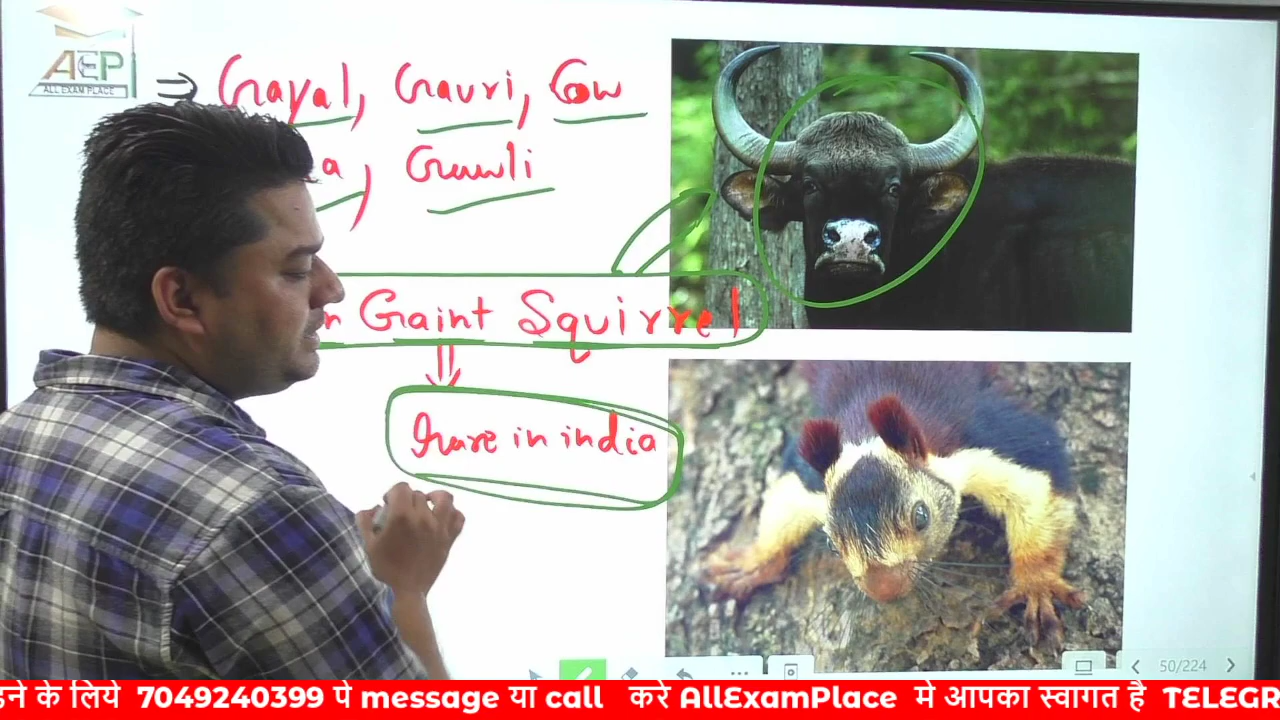 AEP
ALL EXAM PLACE
⇒ Gayal, Gauri, Cow
a, Gawli
n Gaint Squirrel
Rare in india
50/224
ढ़ने के लिये 7049240399 पे message या call करे AllExamPlace मे आपका स्वागत है TELEGR